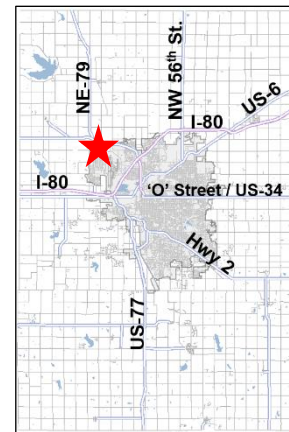 NE-79
NW 56th St.
US-6
I-80
I-80
'O' Street / US-34
Hwy 2
US-77